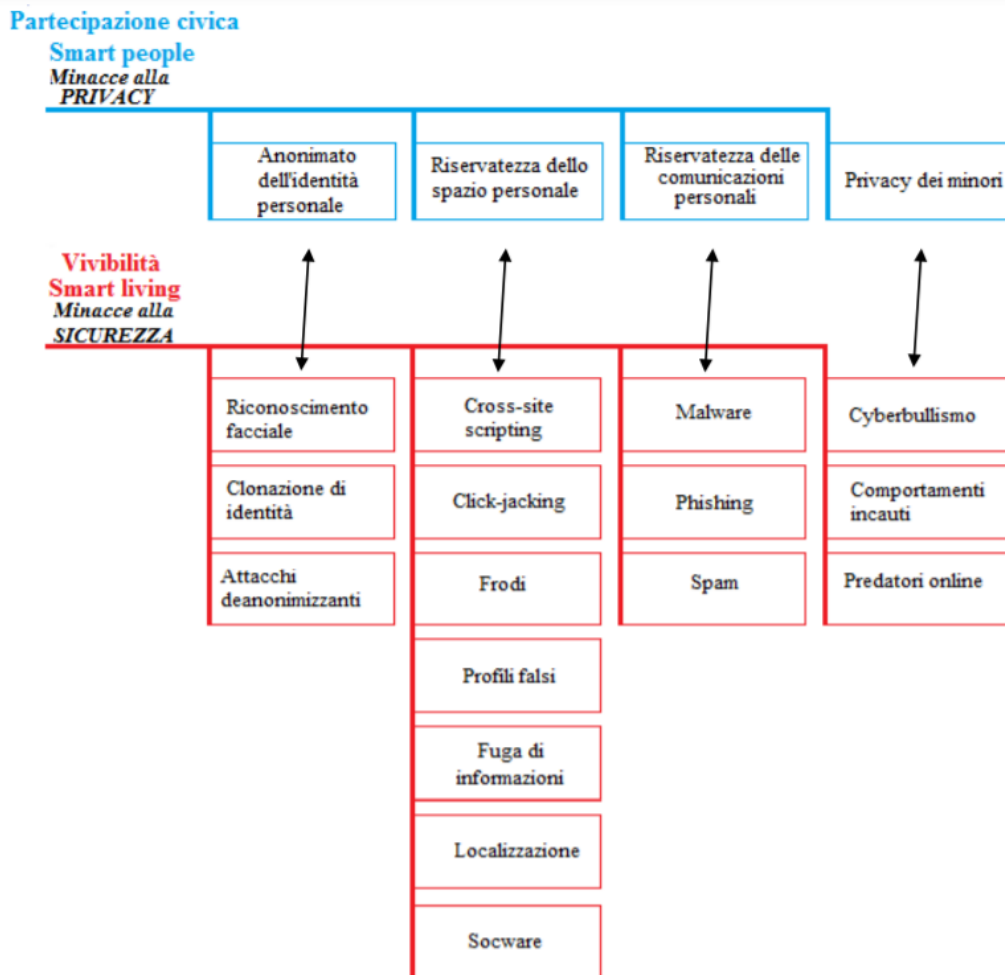 Partecipazione civica
Smart people
Minacce alla
PRIVACY
Anonimato
dell'identità
personale
Riservatezza dello
spazio personale
Riservatezza delle
comunicazioni
personali
Privacy dei minori
Vivibilità
Smart living
Minacce alla
SICUREZZA
Riconoscimento
facciale
Clonazione di
identità
Attacchi
deanonimizzanti
Cross-site
scripting
Click-jacking
Frodi
Profili falsi
Fuga di
informazioni
Localizzazione
Socware
Malware
Phishing
Spam
Cyberbullismo
Comportamenti
incauti
Predatori online